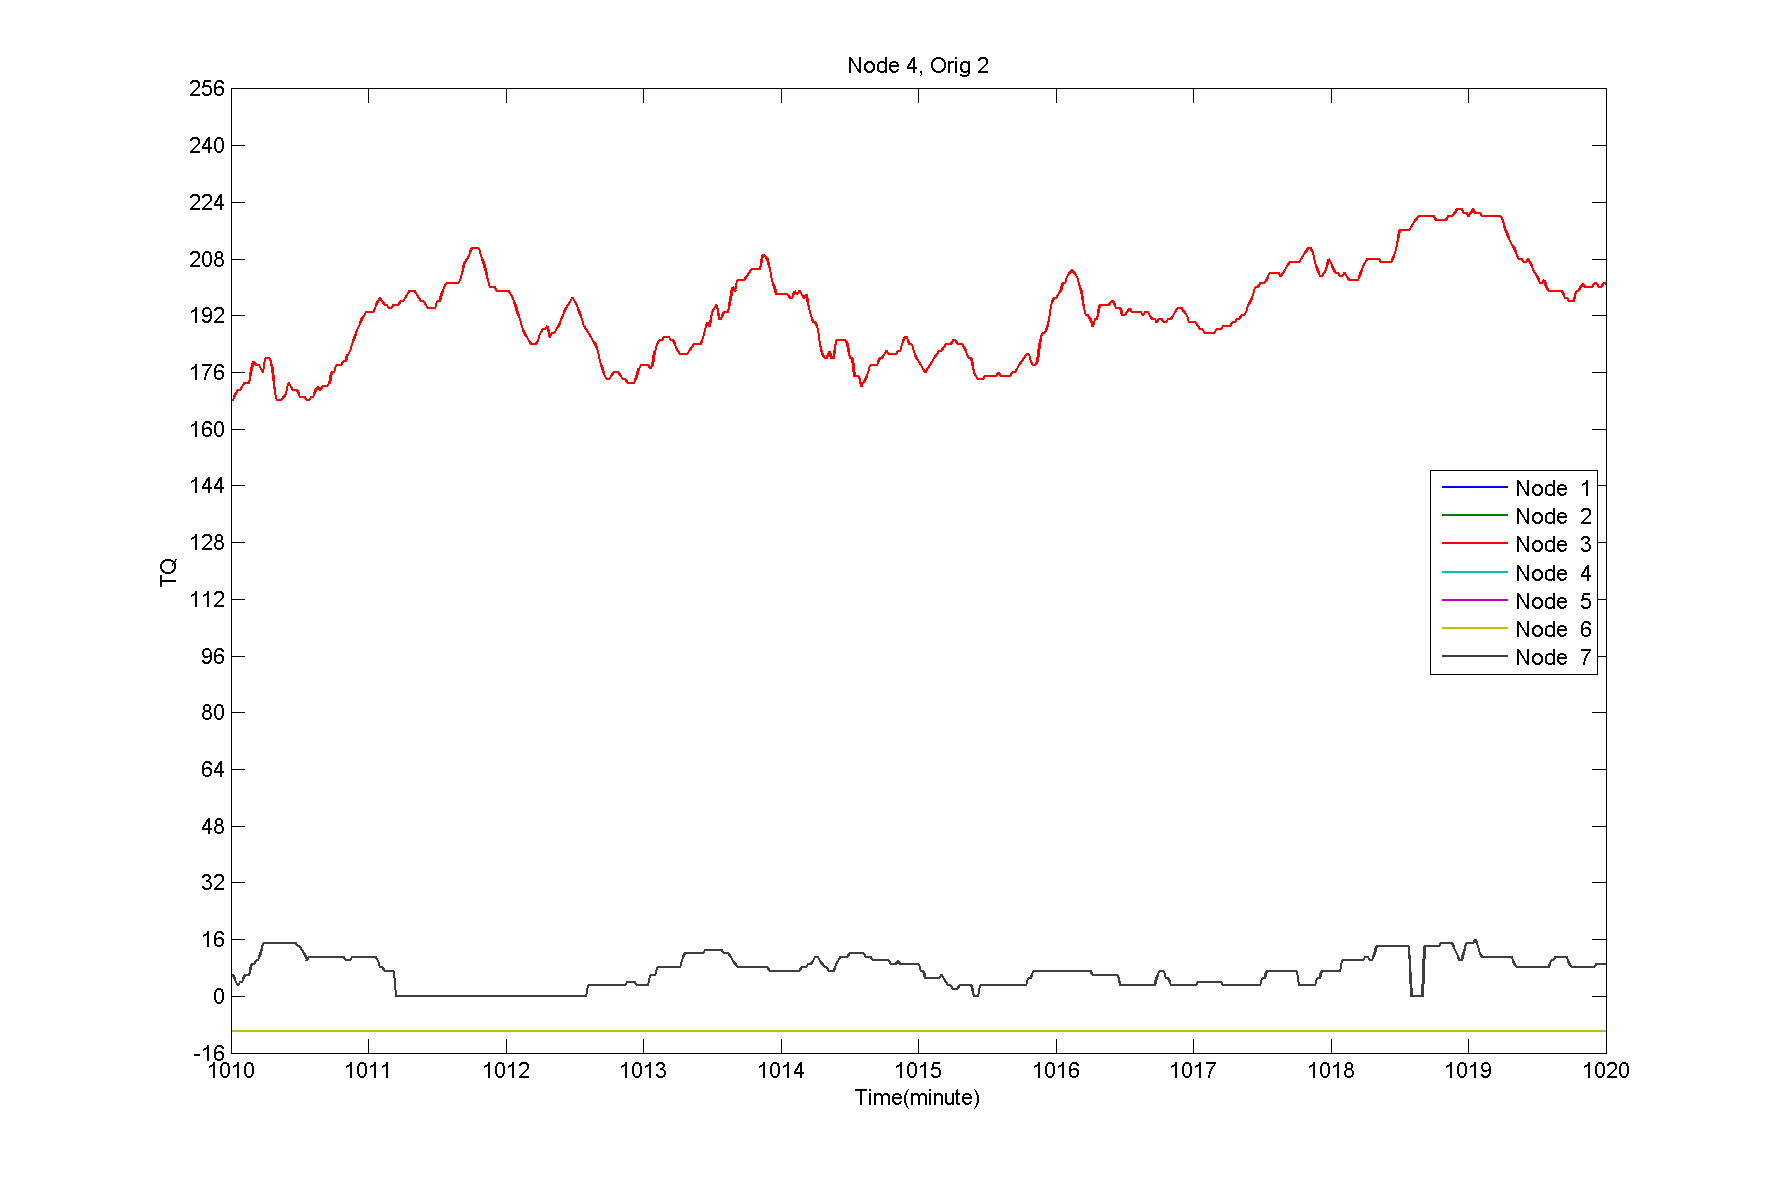 Node 4, Orig 2
256
240
224
208
192
176
160
144
128
112
96
80
64
48
32
16
0
-16
TQ
Node 1
Node 2
Node 3
Node 4
Node 5
Node 6
Node 7
1010 1011 1012 1013 1014 1015 1016 1017 1018 1019 1020
Time(minute)